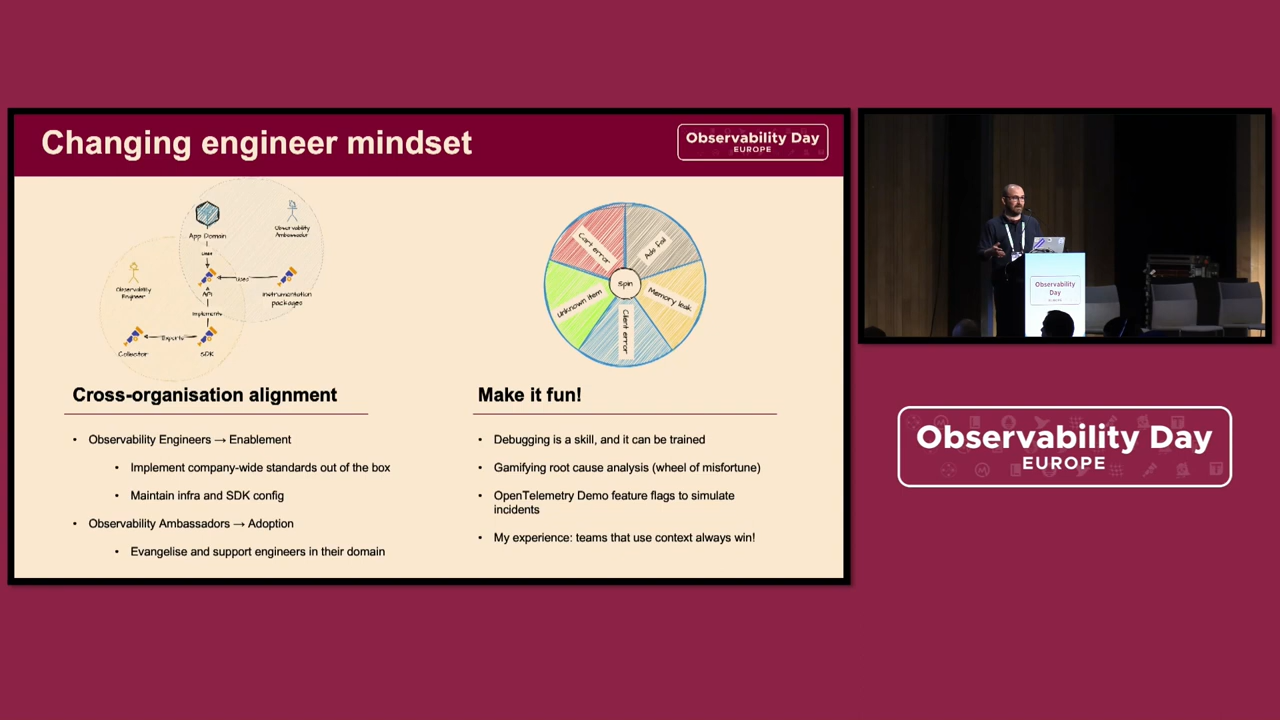 Changing engineer mindset
Observability Day
EUROPE
App Domain
Observability
Ambassador
uses
Observability
Engineer
API
uses
Instrumentation
packages
implements
Collector
Exports
SDK
Cart error
Ads fail
Unknown item
Spin
Memory leak
Client error
Cross-organisation alignment
• Observability Engineers → Enablement
• Implement company-wide standards out of the box
• Maintain infra and SDK config
• Observability Ambassadors → Adoption
• Evangelise and support engineers in their domain
Make it fun!
• Debugging is a skill, and it can be trained
• Gamifying root cause analysis (wheel of misfortune)
• OpenTelemetry Demo feature flags to simulate
incidents
• My experience: teams that use context always win!
Observability
Day
EUROPE
Observability Day
EUROPE